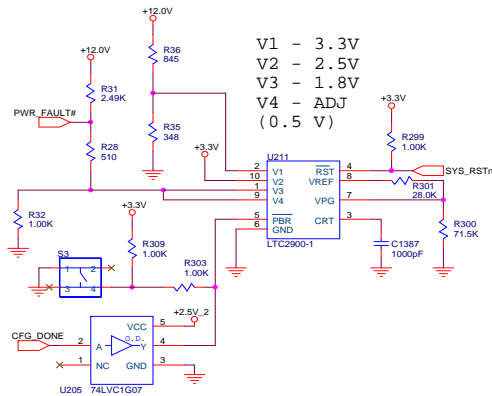 +12.0V
+12.0V
R36
845
R31
2.49K
PWR_FAULT#
R28
510
R35
348
V1 - 3.3V
V2 - 2.5V
V3 - 1.8V
V4 - ADJ
(0.5 V)
+3.3V
+3.3V
R299
1.00K
SYS_RSTn
U211
2 V1 RST 4
10 V2 VREF 8
1 V3
9 V4 VPG 7
5 PBR
6 GND CRT 3
LTC2900-1
R301
28.0K
R300
71.5K
C1387
1000pF
R32
1.00K
+3.3V
R309
1.00K
R303
1.00K
S3
1 2
3 4
+2.5V_2
CFG_DONE
VCC 5
O.D.
2 A Y 4
1 NC GND 3
U205 74LVC1G07